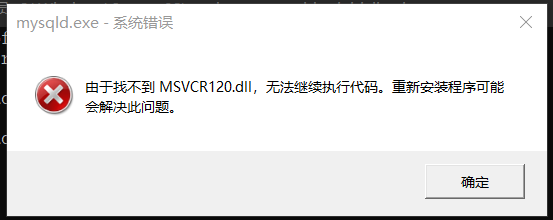 mysqld.exe - 系统错误
由于找不到 MSVCR120.dll，无法继续执行代码。重新安装程序可能
会解决此问题。
确定